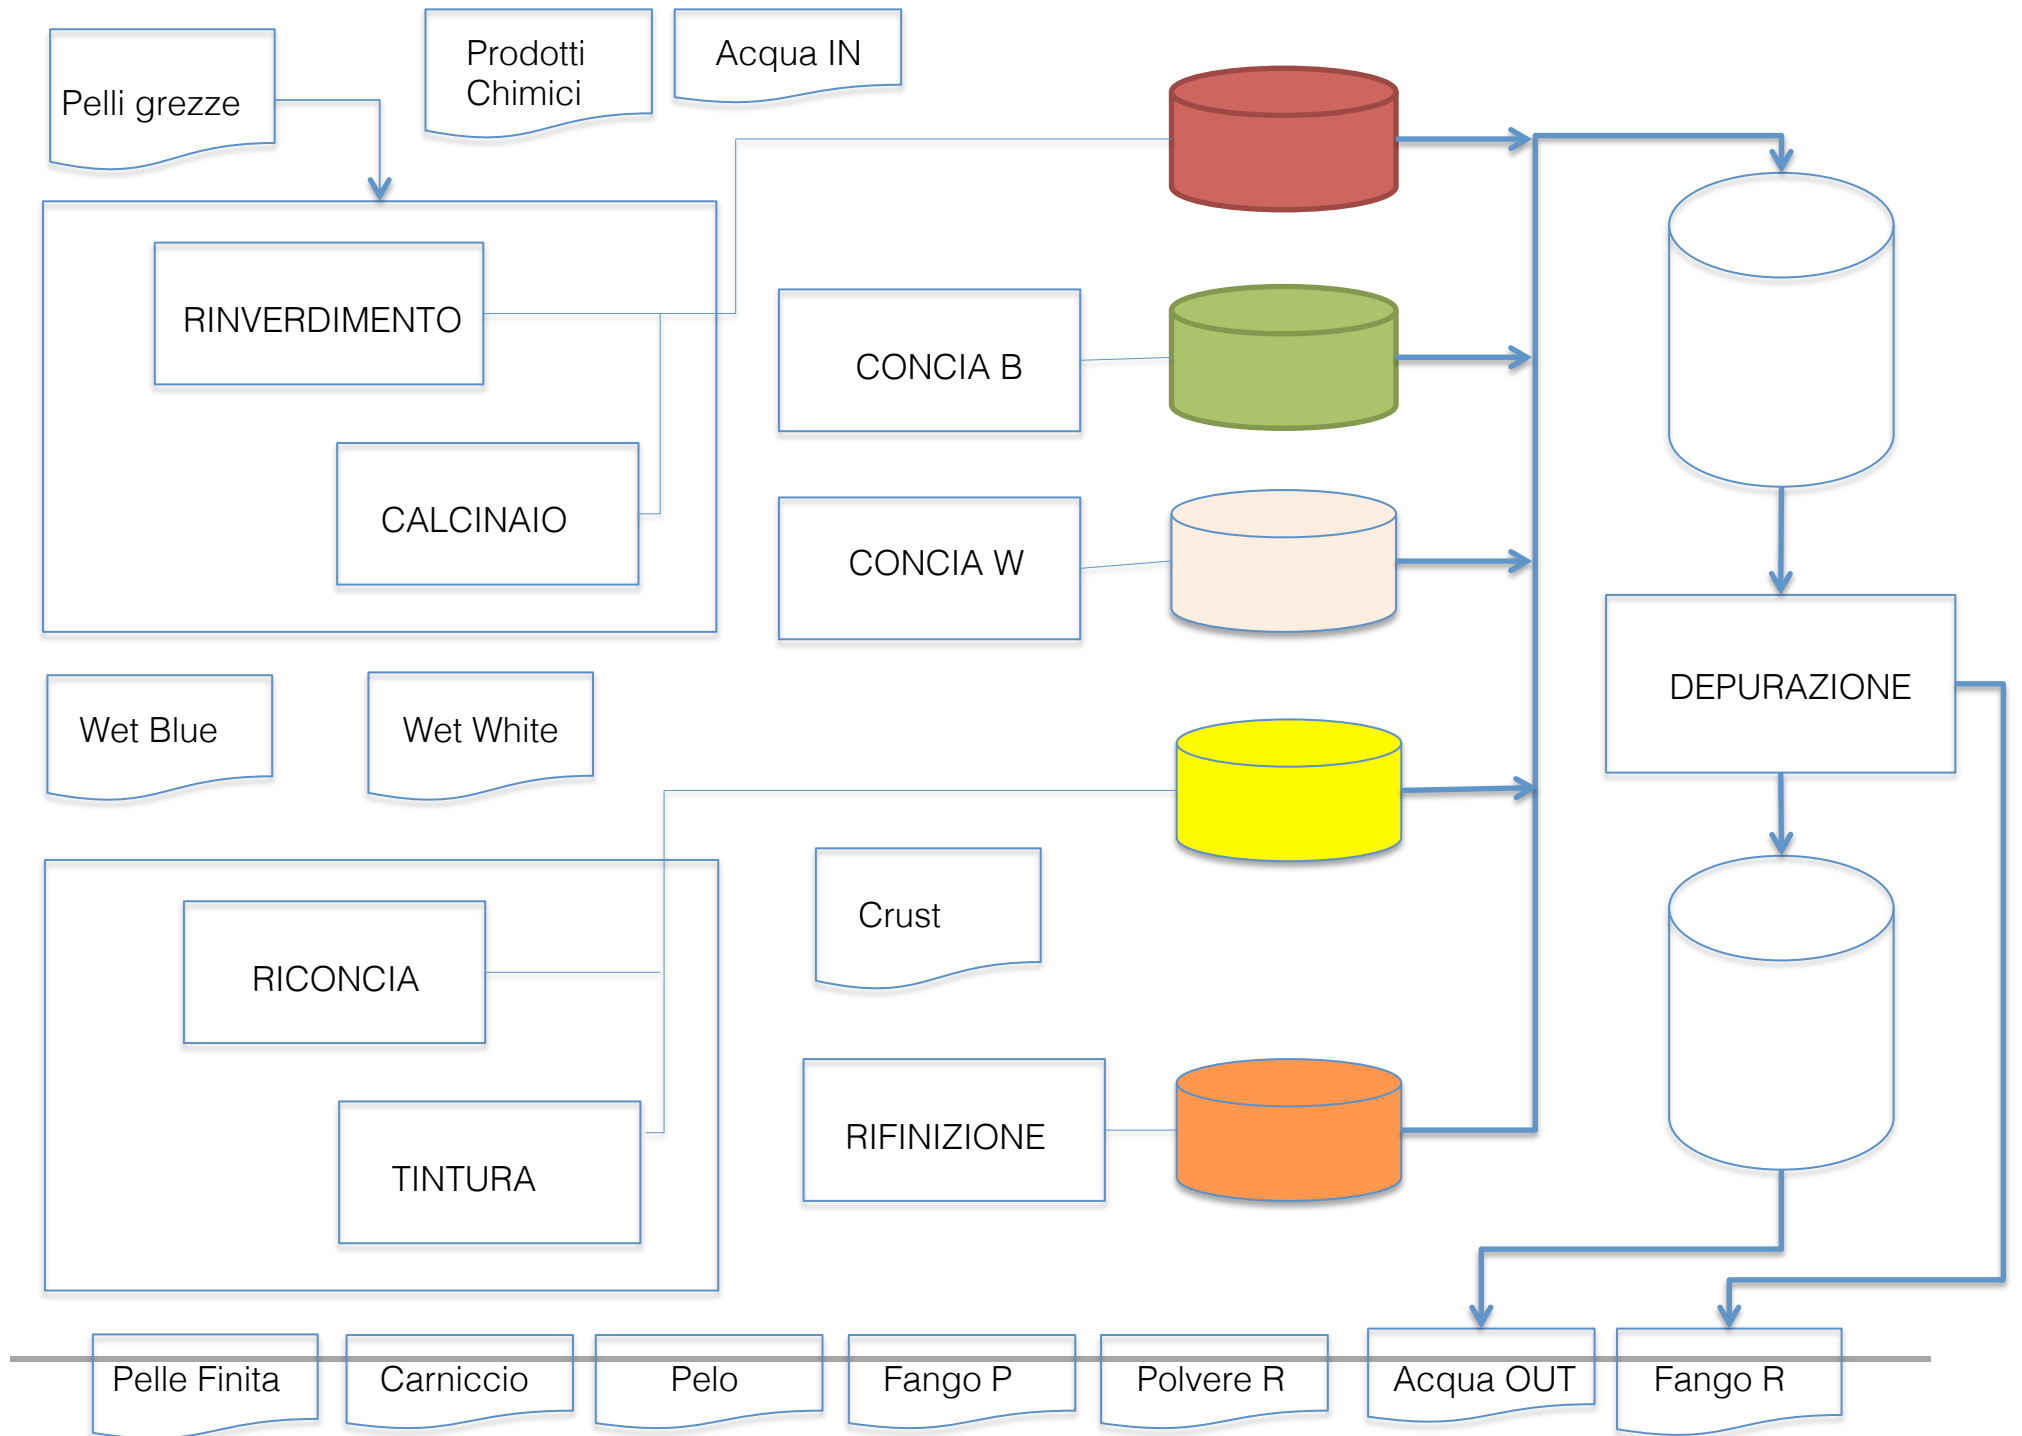 Pelli grezze
Prodotti
Chimici
Acqua IN
RINVERDIMENTO
CONCIA B
CALCINAIO
CONCIA W
Wet Blue
Wet White
DEPURAZIONE
Crust
RICONCIA
RIFINIZIONE
TINTURA
Pelle Finita
Carniccio
Pelo
Fango P
Polvere R
Acqua OUT
Fango R